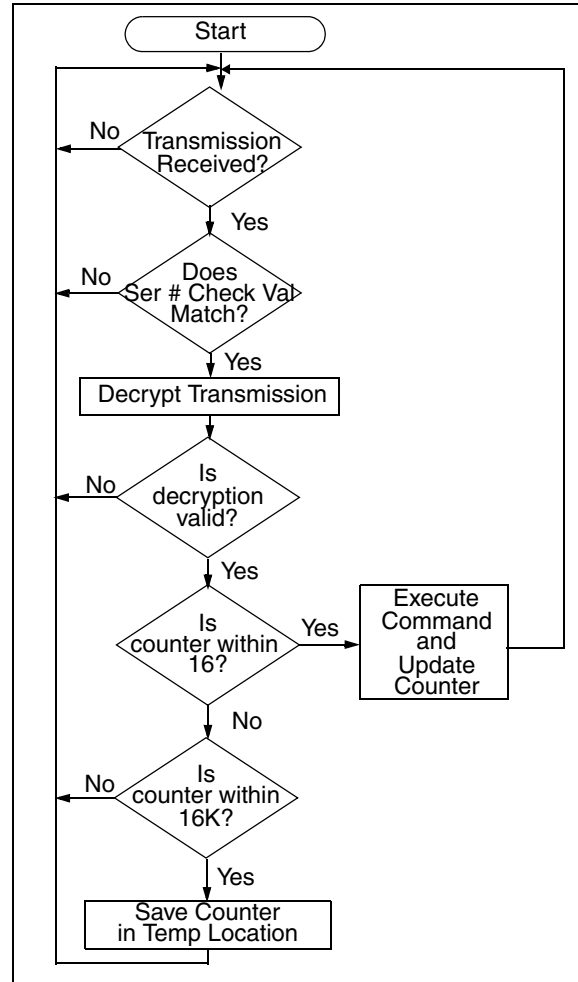 Start
No
Transmission
Received?
Yes
No
Does
Ser # Check Val
Match?
Yes
Decrypt Transmission
Is
decryption
valid?
No
Yes
Is
counter within
16?
Yes
Execute
Command
and
Update
Counter
No
Is
counter within
16K?
No
Yes
Save Counter
in Temp Location